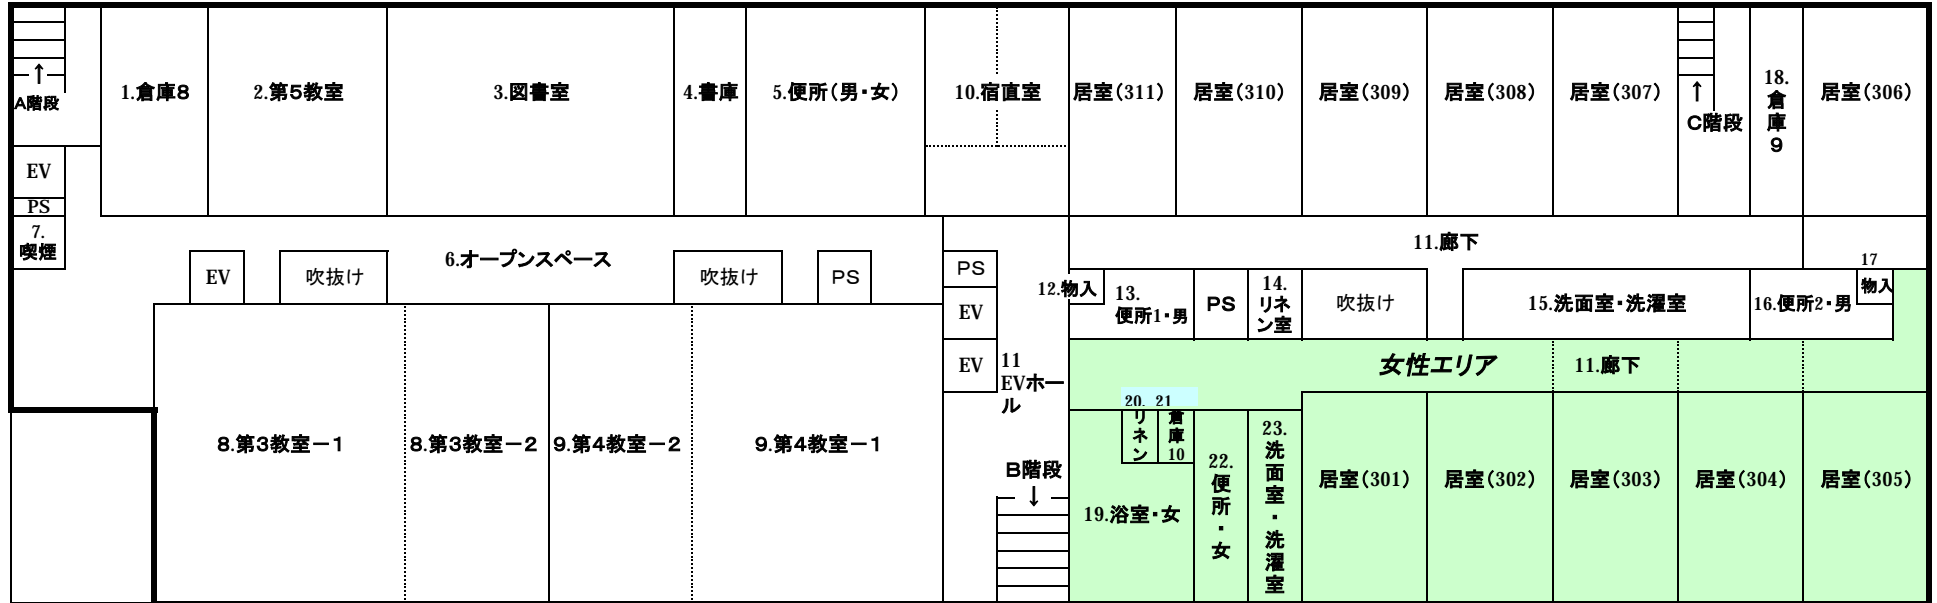 ↑
A階段
1.倉庫8
2.第5教室
3.図書室
4.書庫
5.便所(男・女)
10.宿直室
居室(311)
居室(310)
居室(309)
居室(308)
居室(307)
↑
C階段
18.
倉
庫
9
居室(306)
EV
PS
7.
喫煙
EV
吹抜け
6.オープンスペース
吹抜け
PS
PS
EV
EV
11
EVホー
ル
11.廊下
12.物入
13.
便所1・男
PS
14.
リネ
ン室
吹抜け
15.洗面室・洗濯室
16.便所2・男
17
物入
女性エリア
11.廊下
8.第3教室－1
8.第3教室－2
9.第4教室－2
9.第4教室－1
B階段
↓
20.
リ
ネ
ン
21
倉
庫
10
19.浴室・女
22.
便
所
・
女
23.
洗
面
室
・
洗
濯
室
居室(301)
居室(302)
居室(303)
居室(304)
居室(305)